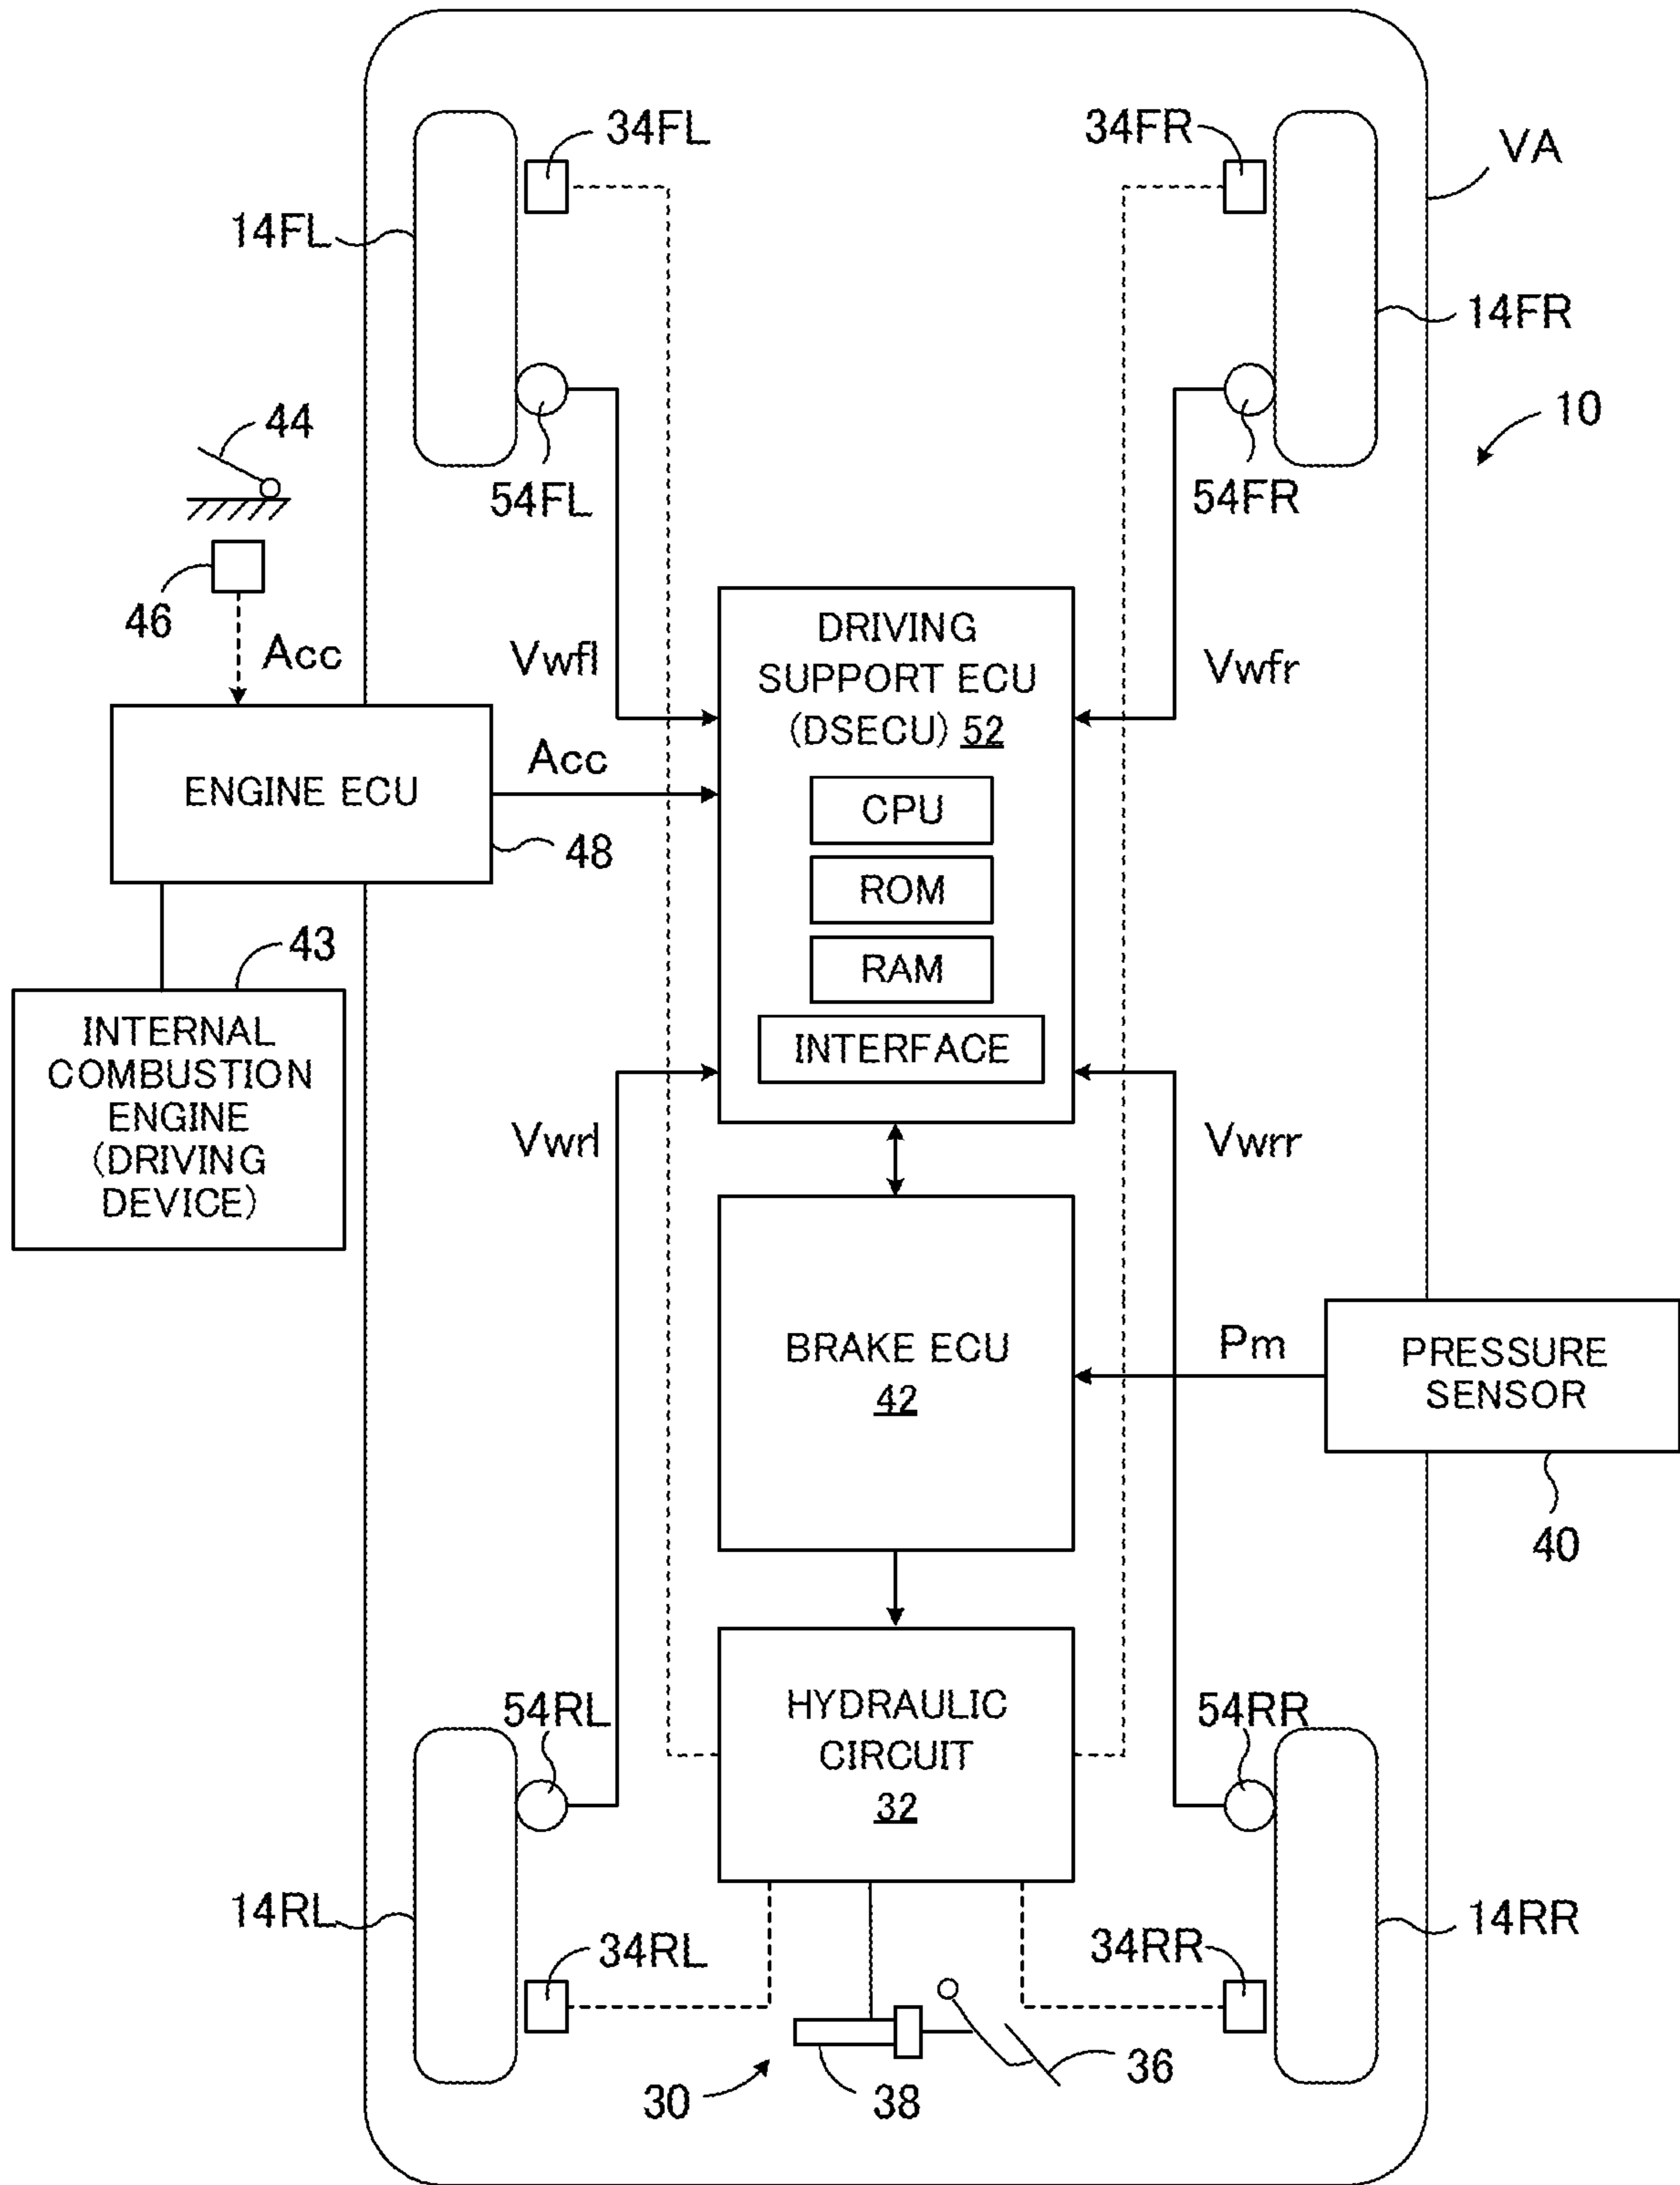 34FL
34FR
VA
14FL
14FR
10
44
54FL
54FR
46
Acc
Vwfl
DRIVING
SUPPORT ECU
(DSECU) 52
Vwfr
ENGINE ECU
Acc
CPU
48
ROM
43
RAM
INTERNAL
COMBUSTION
ENGINE
(DRIVING
DEVICE)
INTERFACE
Vwrl
Vwrr
BRAKE ECU
42
Pm
PRESSURE
SENSOR
40
54RL
HYDRAULIC
CIRCUIT
32
54RR
14RL
14RR
34RL
34RR
30
38
36